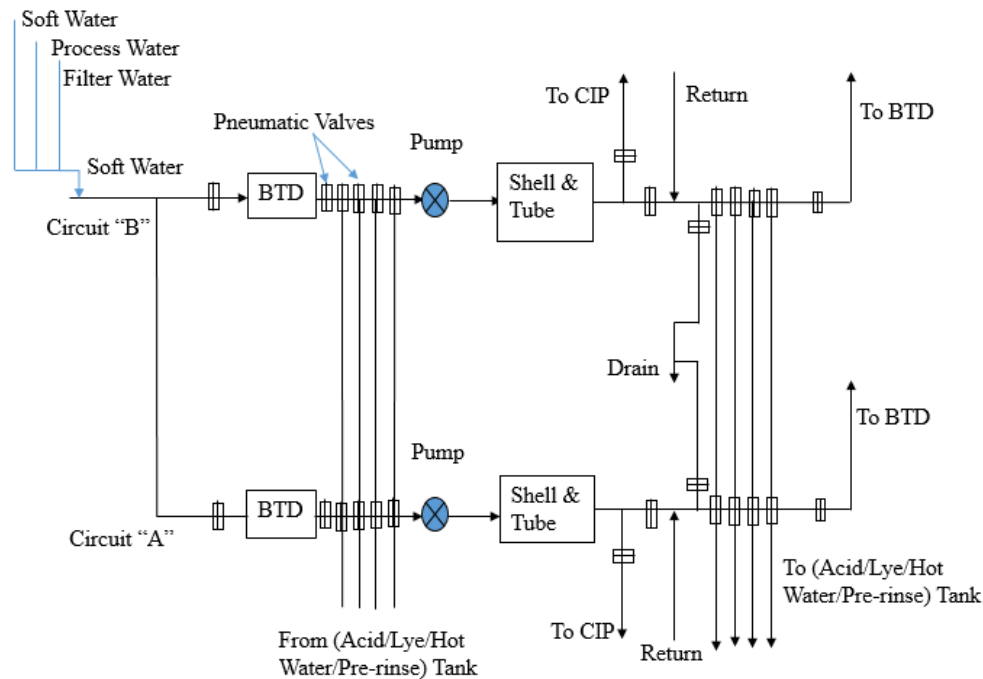 Soft Water
Process Water
Filter Water
Soft Water
Circuit “B”
Pneumatic Valves
BTD
Pump
Shell &
Tube
To CIP
Return
To BTD
Drain
To BTD
Pump
BTD
Shell &
Tube
Circuit “A”
To (Acid/Lye/Hot
Water/Pre-rinse) Tank
From (Acid/Lye/Hot
Water/Pre-rinse) Tank
To CIP
Return